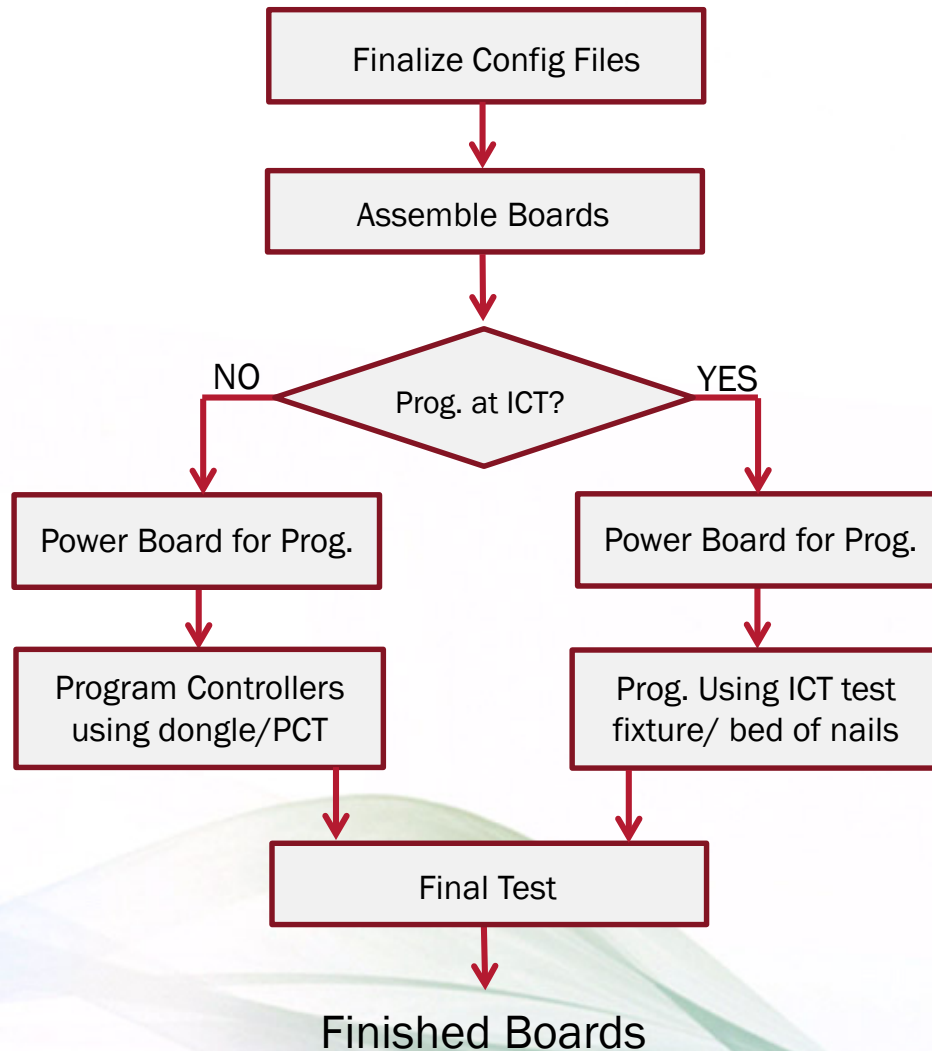 Finalize Config Files
Assemble Boards
NO
YES
Prog. at ICT?
Power Board for Prog.
Power Board for Prog.
Program Controllers
using dongle/PCT
Prog. Using ICT test
fixture/ bed of nails
Final Test
Finished Boards